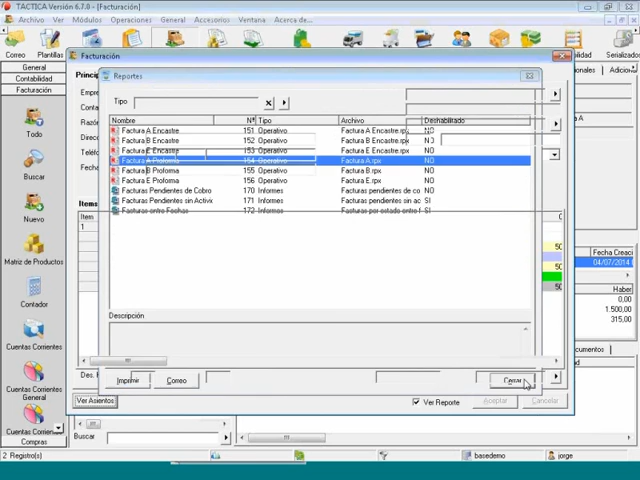 TACTICA Versión 6.7.0 - [Facturación]
Archivo Ver Módulos Operaciones General Accesorios Ventana Acerca de...
Correo Plantillas Serializados Adicion
General
Contabilidad
Facturación
Todo
Buscar
Nuevo
Matriz de Productos
Contador
Cuentas Corrientes
Cuentas Corrientes General
Cuentas Corrientes
Compras
Facturación
Reportes
Tipo
Nombre Nº Tipo Archivo Deshabilitado
Factura A Encastre 151 Operativo Factura A Encastre.rpx NO
Factura B Encastre 152 Operativo Factura B Encastre.rpx NO
Factura E Encastre 153 Operativo Factura E Encastre.rpx NO
Factura A Proforma 154 Operativo Factura A.rpx NO
Factura B Proforma 155 Operativo Factura B.rpx NO
Factura E Proforma 156 Operativo Factura E.rpx NO
Facturas Pendientes de Cobro 170 Informes Facturas pendientes de co NO
Facturas Pendientes sin Activid 171 Informes Facturas pendientes sin ac SI
Facturas entre Fechas 172 Informes Facturas por estado entre f SI
Descripción
Imprimir Correo Cerrar
Items
Item
1
Fecha Creaci
04/07/2014
Haber
0,00
1.500,00
315,00
Des. I
Ver Asientos
Ver Reporte Aceptar Cancelar
Buscar
2 Registro(s) basedemo jorge